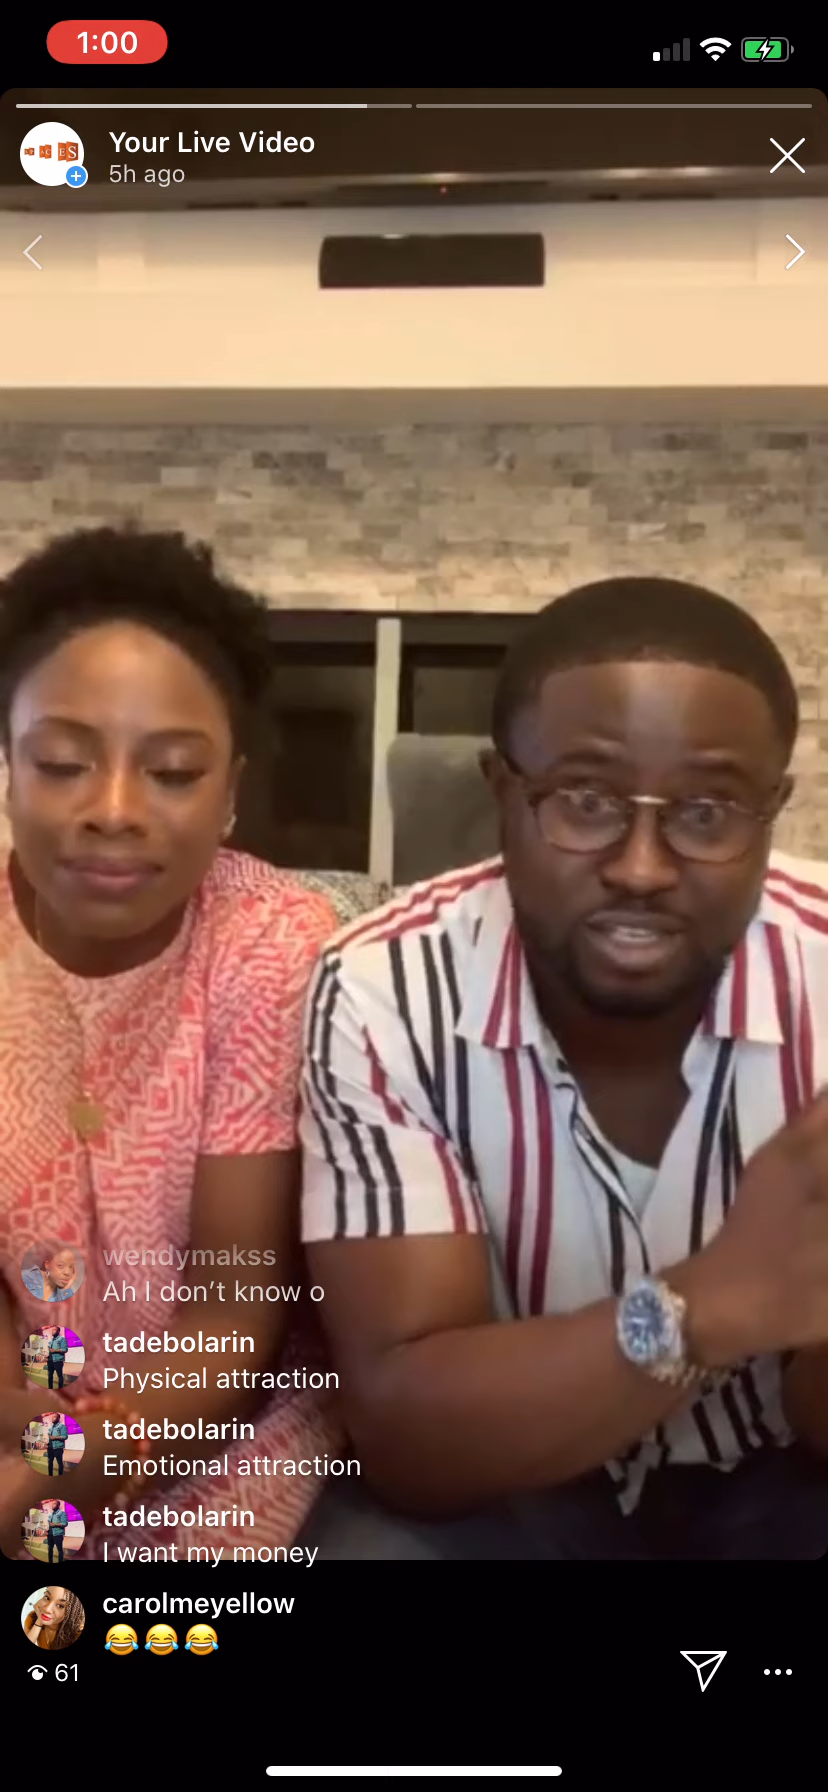 1:00
Your Live Video
5h ago
wendymakss
Ah I don’t know o
tadebolarin
Physical attraction
tadebolarin
Emotional attraction
tadebolarin
I want my money
carolmeyellow
😂😂😂
61